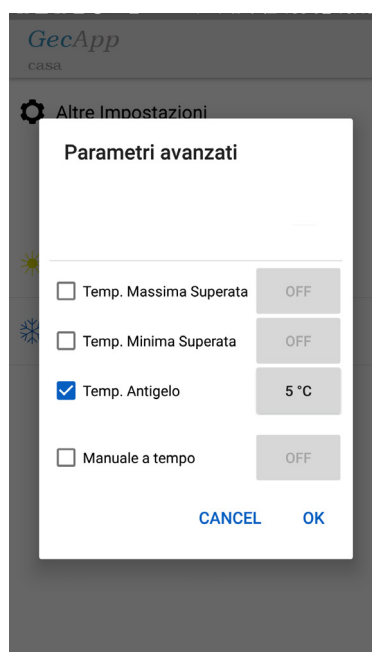 GecApp
casa
Altre Impostazioni
Parametri avanzati
Temp. Massima Superata OFF
Temp. Minima Superata OFF
Temp. Antigelo 5 °C
Manuale a tempo OFF
CANCEL OK